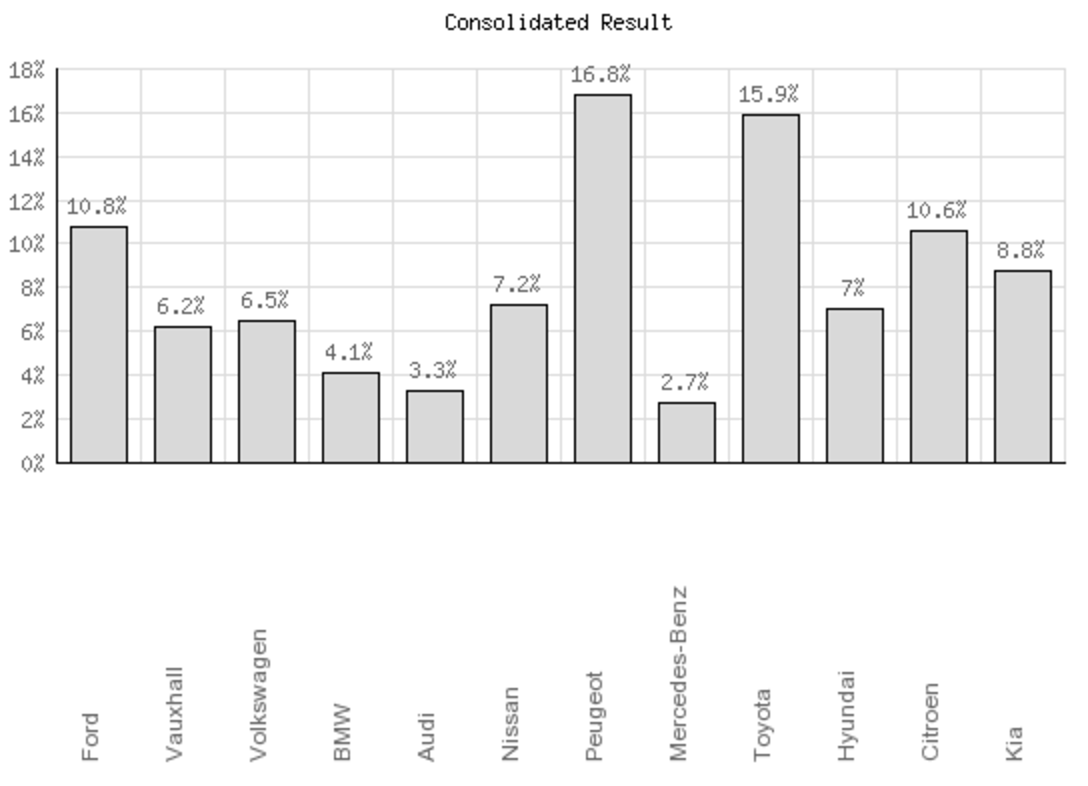 Consolidated Result
18%
16%
14%
12%
10%
8%
6%
4%
2%
0%
10.8%
6.2%
6.5%
4.1%
3.3%
7.2%
16.8%
2.7%
15.9%
7%
10.6%
8.8%
Ford
Vauxhall
Volkswagen
BMW
Audi
Nissan
Peugeot
Mercedes-Benz
Toyota
Hyundai
Citroen
Kia